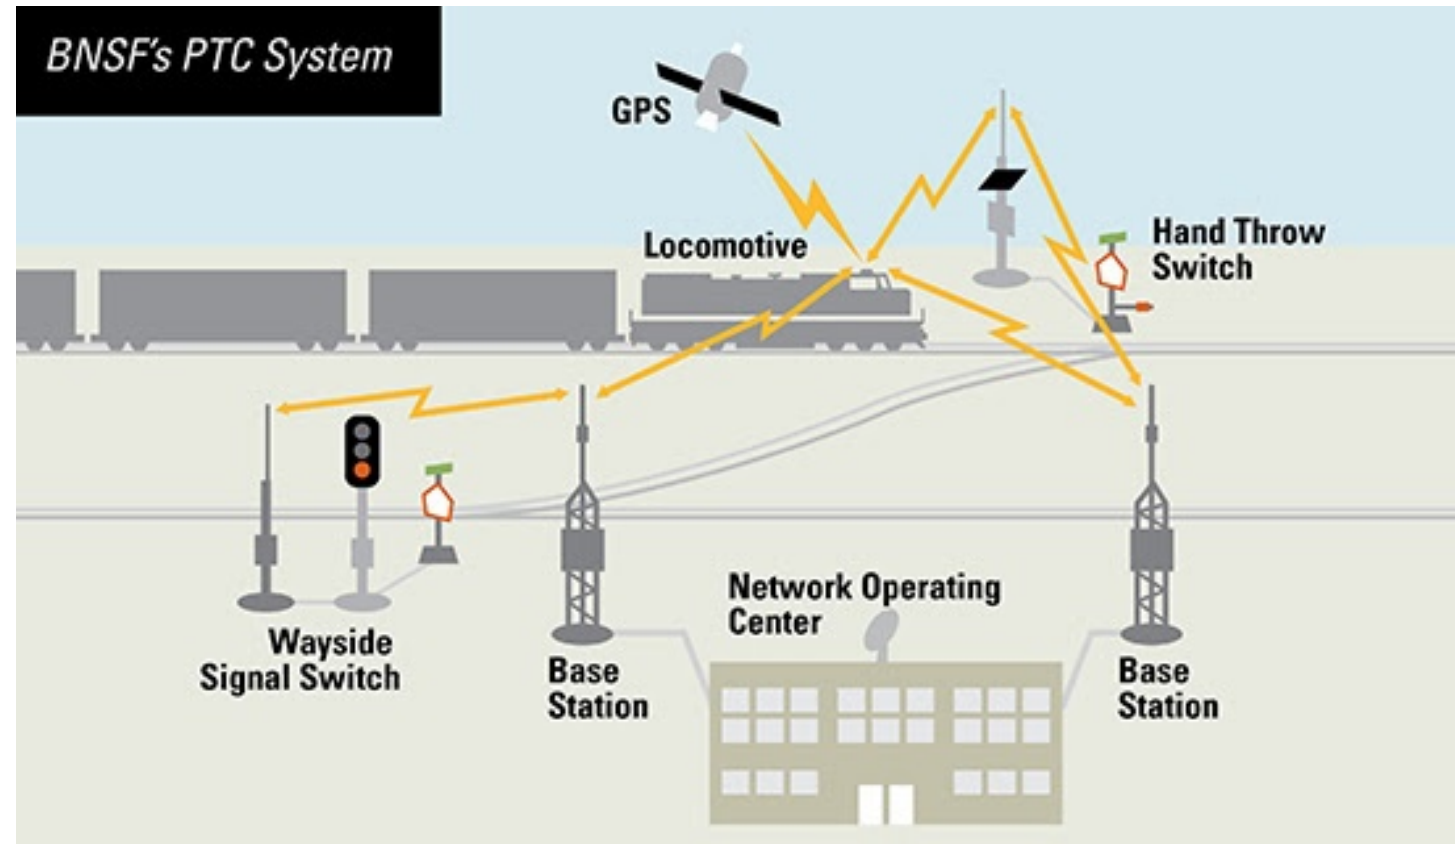 BNSF's PTC System
GPS
Locomotive
Hand Throw
Switch
Network Operating
Center
Wayside
Signal Switch
Base
Station
Base
Station